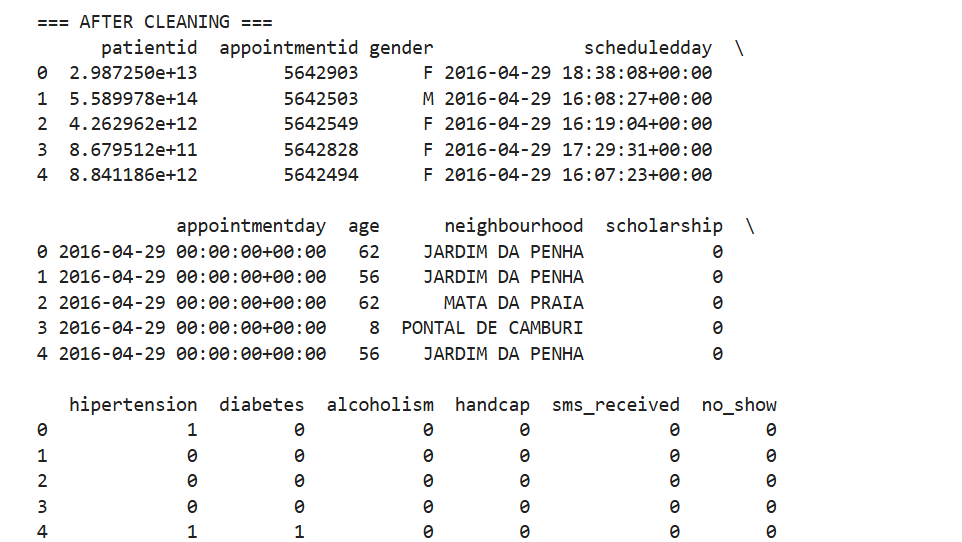 === AFTER CLEANING ===
patientid appointmentid gender scheduledday \
0 2.987250e+13 5642903 F 2016-04-29 18:38:08+00:00
1 5.589978e+14 5642503 M 2016-04-29 16:08:27+00:00
2 4.262962e+12 5642549 F 2016-04-29 16:19:04+00:00
3 8.679512e+11 5642828 F 2016-04-29 17:29:31+00:00
4 8.841186e+12 5642494 F 2016-04-29 16:07:23+00:00
appointmentday age neighbourhood scholarship \
0 2016-04-29 00:00:00+00:00 62 JARDIM DA PENHA 0
1 2016-04-29 00:00:00+00:00 56 JARDIM DA PENHA 0
2 2016-04-29 00:00:00+00:00 62 MATA DA PRAIA 0
3 2016-04-29 00:00:00+00:00 8 PONTAL DE CAMBURI 0
4 2016-04-29 00:00:00+00:00 56 JARDIM DA PENHA 0
hipertension diabetes alcoholism handcap sms_received no_show
0 1 0 0 0 0 0
1 0 0 0 0 0 0
2 0 0 0 0 0 0
3 0 0 0 0 0 0
4 1 1 0 0 0 0